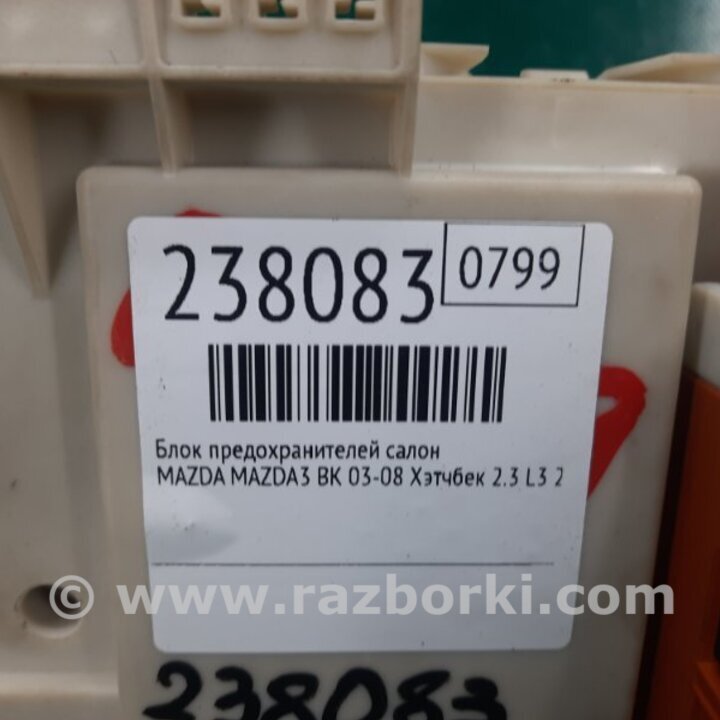 238083
0799
Блок предохранителей салон
MAZDA MAZDA3 BK 03-08 Хэтчбек 2.3 L3 2
© www.razborki.com
238083